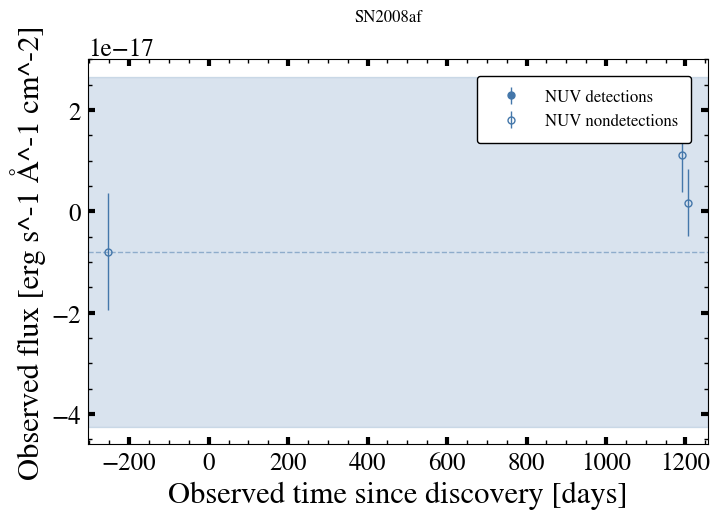 SN2008af
1e−17
NUV detections
NUV nondetections
2
0
−2
−4
Observed flux [erg s^-1 Å^-1 cm^-2]
−200 0 200 400 600 800 1000 1200
Observed time since discovery [days]